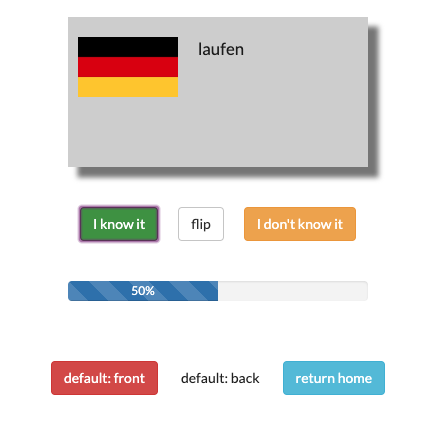 laufen
I know it
flip
I don't know it
50%
default: front
default: back
return home